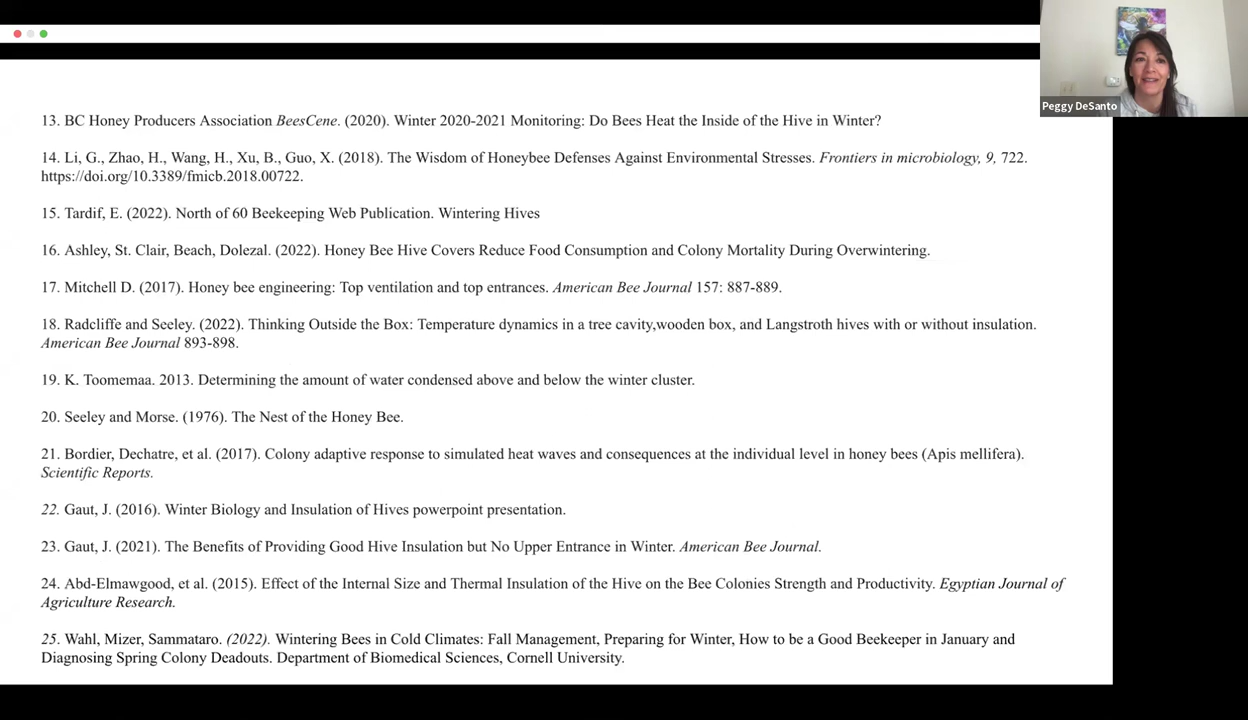 Peggy DeSanto
13. BC Honey Producers Association BeesCene. (2020). Winter 2020-2021 Monitoring: Do Bees Heat the Inside of the Hive in Winter?
14. Li, G., Zhao, H., Wang, H., Xu, B., Guo, X. (2018). The Wisdom of Honeybee Defenses Against Environmental Stresses. Frontiers in microbiology, 9, 722.
https://doi.org/10.3389/fmicb.2018.00722.
15. Tardif, E. (2022). North of 60 Beekeeping Web Publication. Wintering Hives
16. Ashley, St. Clair, Beach, Dolezal. (2022). Honey Bee Hive Covers Reduce Food Consumption and Colony Mortality During Overwintering.
17. Mitchell D. (2017). Honey bee engineering: Top ventilation and top entrances. American Bee Journal 157: 887-889.
18. Radcliffe and Seeley. (2022). Thinking Outside the Box: Temperature dynamics in a tree cavity,wooden box, and Langstroth hives with or without insulation.
American Bee Journal 893-898.
19. K. Toomemaa. 2013. Determining the amount of water condensed above and below the winter cluster.
20. Seeley and Morse. (1976). The Nest of the Honey Bee.
21. Bordier, Dechatre, et al. (2017). Colony adaptive response to simulated heat waves and consequences at the individual level in honey bees (Apis mellifera).
Scientific Reports.
22. Gaut, J. (2016). Winter Biology and Insulation of Hives powerpoint presentation.
23. Gaut, J. (2021). The Benefits of Providing Good Hive Insulation but No Upper Entrance in Winter. American Bee Journal.
24. Abd-Elmawgood, et al. (2015). Effect of the Internal Size and Thermal Insulation of the Hive on the Bee Colonies Strength and Productivity. Egyptian Journal of
Agriculture Research.
25. Wahl, Mizer, Sammataro. (2022). Wintering Bees in Cold Climates: Fall Management, Preparing for Winter, How to be a Good Beekeeper in January and
Diagnosing Spring Colony Deadouts. Department of Biomedical Sciences, Cornell University.